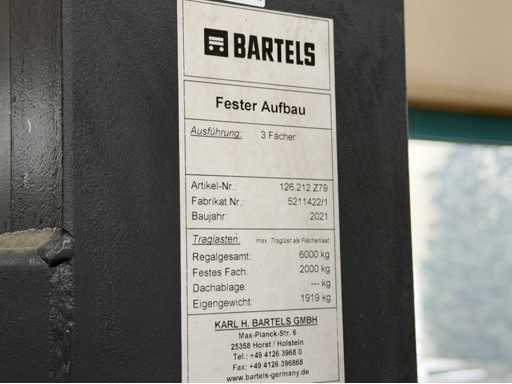 BARTELS
Fester Aufbau
Ausführung: 3 Fächer
Artikel-Nr.: 126.212.Z79
Fabrikat.Nr.: 5211422/1
Baujahr: 2021
Traglasten: max. Traglast als Flächenlast
Regalgesamt: 6000 kg
Festes Fach: 2000 kg
Dachablage: --- kg
Eigengewicht: 1919 kg
KARL H. BARTELS GMBH
Max-Planck-Str. 6
25358 Horst / Holstein
Tel.: +49 4126 3968 0
Fax: +49 4126 396868
www.bartels-germany.de